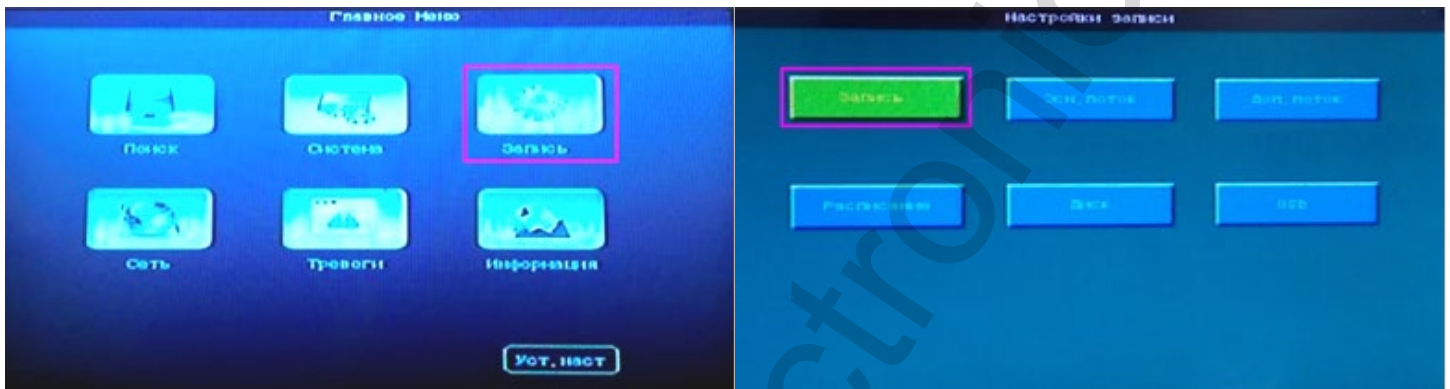 Главное Меню
Поиск
Система
Запись
Сеть
Тревоги
Информация
Уст.наст
Настройки записи
Запись
Осн.поток
Доп.поток
Расписание
Диск
USB